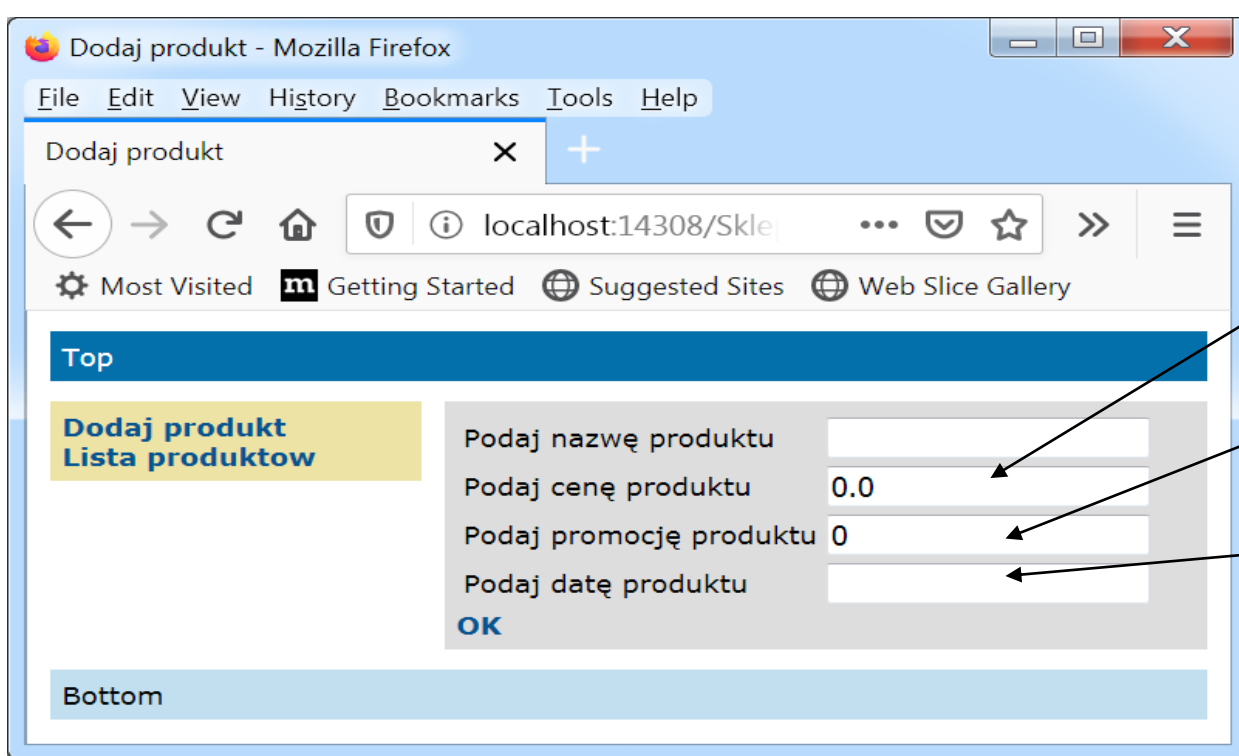 Dodaj produkt - Mozilla Firefox
File Edit View History Bookmarks Tools Help
Dodaj produkt
localhost:14308/Skle
Most Visited m Getting Started Suggested Sites Web Slice Gallery
Top
Dodaj produkt
Lista produktow
Podaj nazwę produktu
Podaj cenę produktu 0.0
Podaj promocję produktu 0
Podaj datę produktu
OK
Bottom